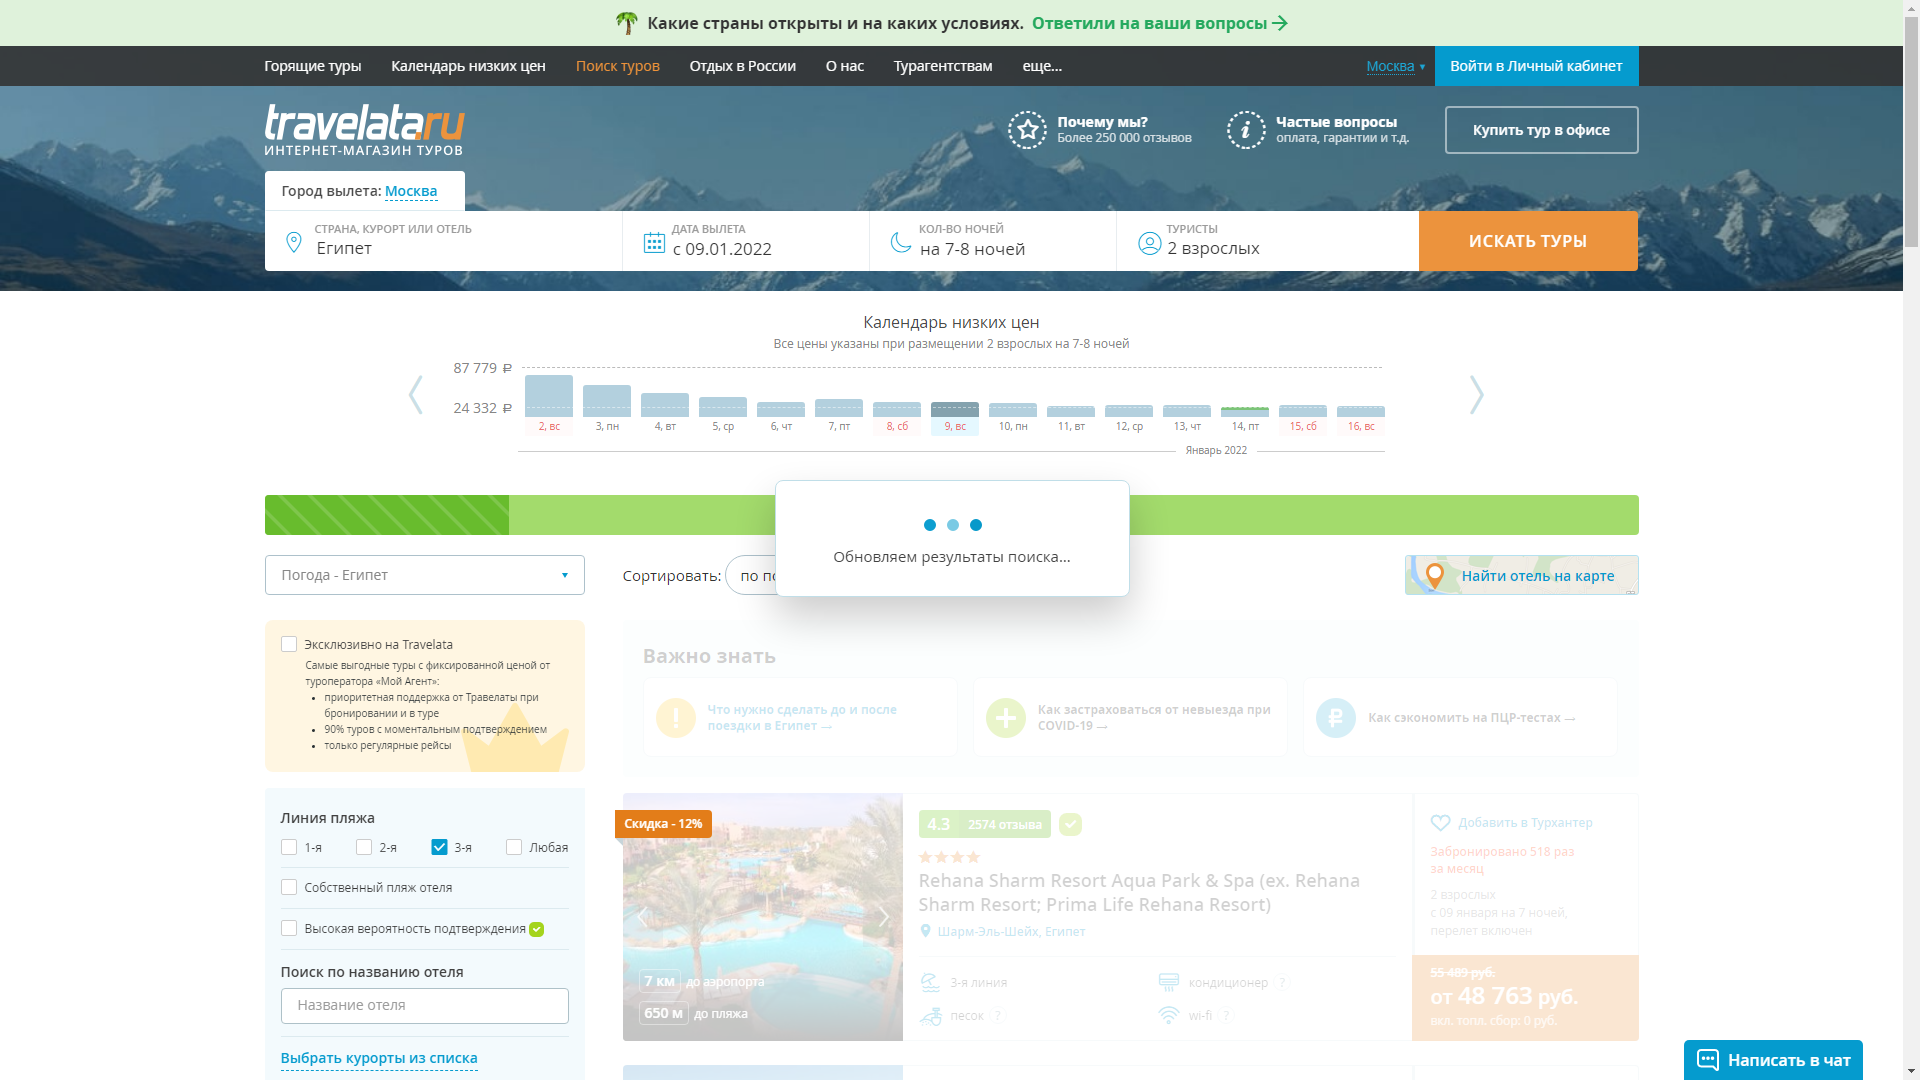 Какие страны открыты и на каких условиях. Ответили на ваши вопросы →
Горящие туры
Календарь низких цен
Поиск туров
Отдых в России
О нас
Турагентствам
еще...
Москва ▾
Войти в Личный кабинет
travelata.ru
ИНТЕРНЕТ-МАГАЗИН ТУРОВ
Почему мы?
Более 250 000 отзывов
Частые вопросы
оплата, гарантии и т.д.
Купить тур в офисе
Город вылета: Москва
СТРАНА, КУРОРТ ИЛИ ОТЕЛЬ
Египет
ДАТА ВЫЛЕТА
с 09.01.2022
КОЛ-ВО НОЧЕЙ
на 7-8 ночей
ТУРИСТЫ
2 взрослых
ИСКАТЬ ТУРЫ
Календарь низких цен
Все цены указаны при размещении 2 взрослых на 7-8 ночей
87 779 ₽
24 332 ₽
2, вс
3, пн
4, вт
5, ср
6, чт
7, пт
8, сб
9, вс
10, пн
11, вт
12, ср
13, чт
14, пт
15, сб
16, вс
Январь 2022
Обновляем результаты поиска...
Погода - Египет
Сортировать: по по
Найти отель на карте
Эксклюзивно на Travelata
Самые выгодные туры с фиксированной ценой от
туроператора «Мой Агент»:
• приоритетная поддержка от Травелаты при
бронировании и в туре
• 90% туров с моментальным подтверждением
• только регулярные рейсы
Линия пляжа
1-я
2-я
3-я
Любая
Собственный пляж отеля
Высокая вероятность подтверждения
Поиск по названию отеля
Название отеля
Выбрать курорты из списка
Важно знать
Что нужно сделать до и после
поездки в Египет →
Как застраховаться от невыезда при
COVID-19 →
Как сэкономить на ПЦР-тестах →
Скидка - 12%
7 км до аэропорта
650 м до пляжа
4.3 2574 отзыва
Rehana Sharm Resort Aqua Park & Spa (ex. Rehana
Sharm Resort; Prima Life Rehana Resort)
Шарм-Эль-Шейх, Египет
3-я линия
кондиционер ?
песок ?
wi-fi ?
Добавить в Турхантер
Забронировано 518 раз
за месяц
2 взрослых
с 09 января на 7 ночей,
перелет включен
55 489 руб.
от 48 763 руб.
вкл. топл. сбор: 0 руб.
Написать в чат